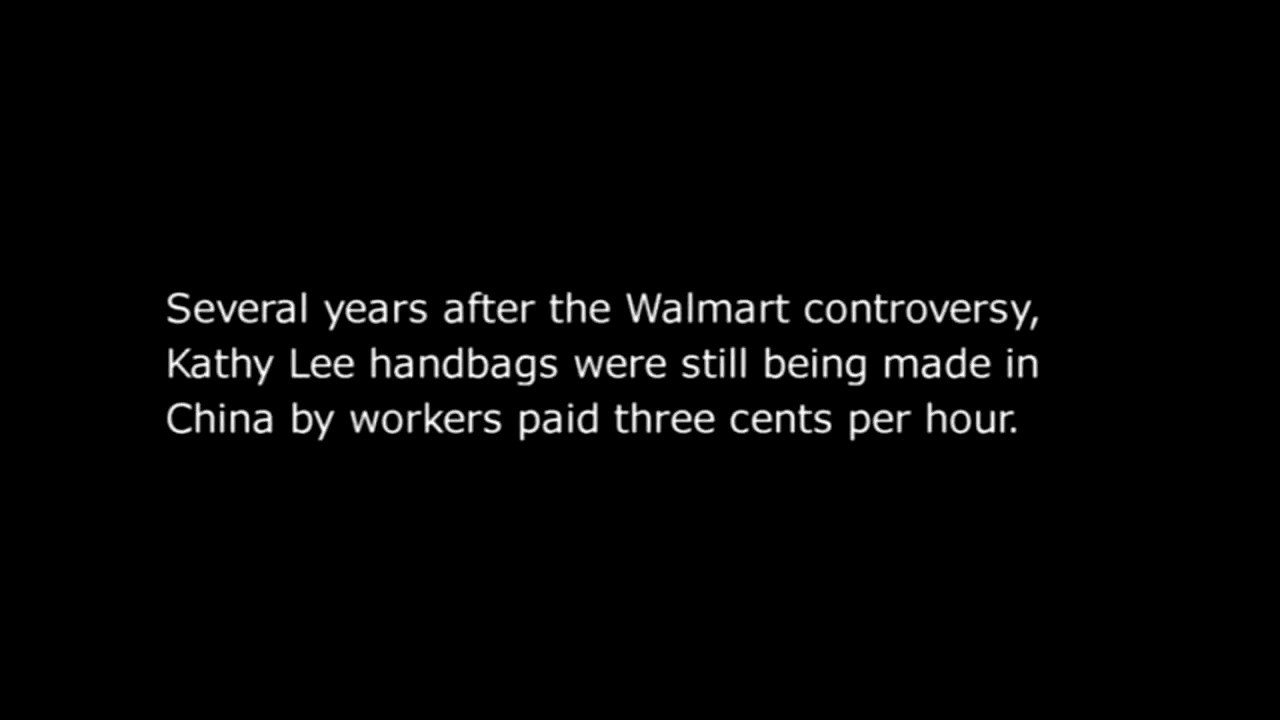 Several years after the Walmart controversy,
Kathy Lee handbags were still being made in
China by workers paid three cents per hour.